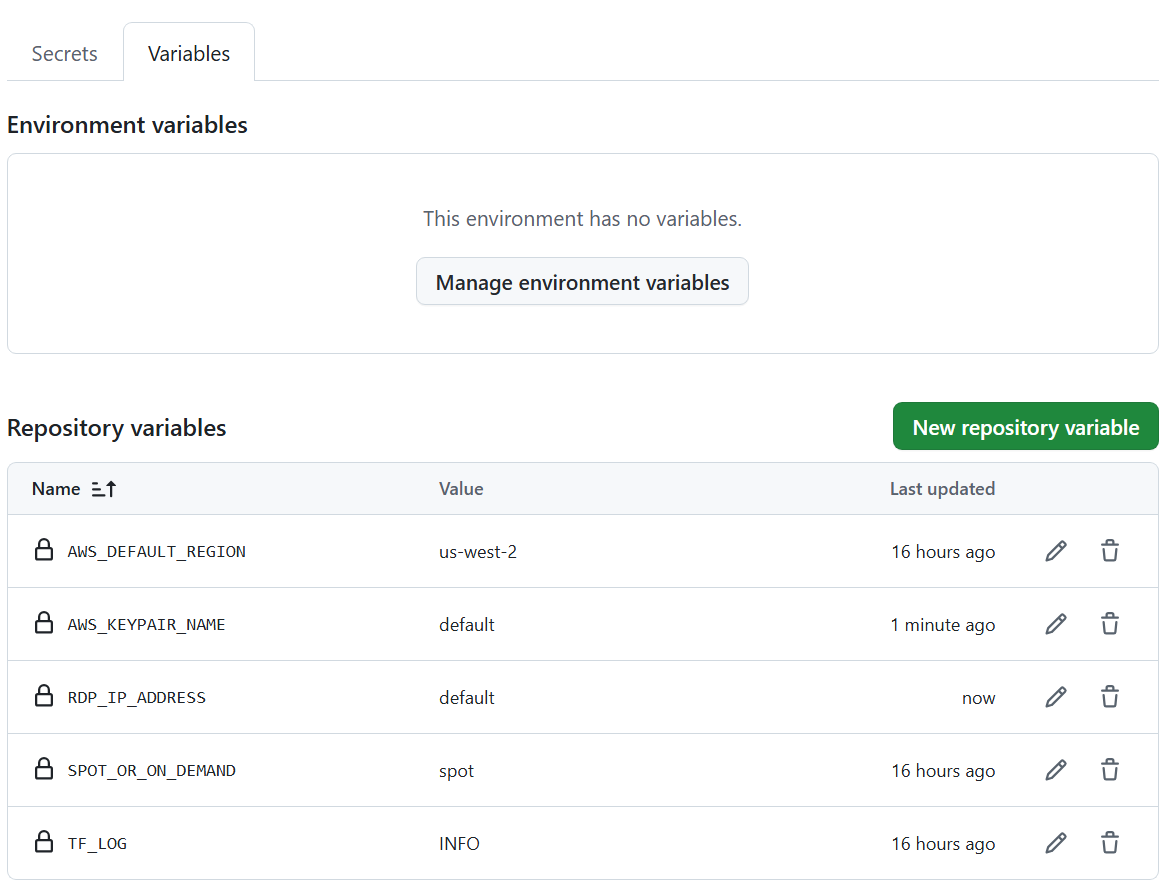 Secrets Variables
Environment variables
This environment has no variables.
Manage environment variables
Repository variables New repository variable
Name Value Last updated
AWS_DEFAULT_REGION us-west-2 16 hours ago
AWS_KEYPAIR_NAME default 1 minute ago
RDP_IP_ADDRESS default now
SPOT_OR_ON_DEMAND spot 16 hours ago
TF_LOG INFO 16 hours ago